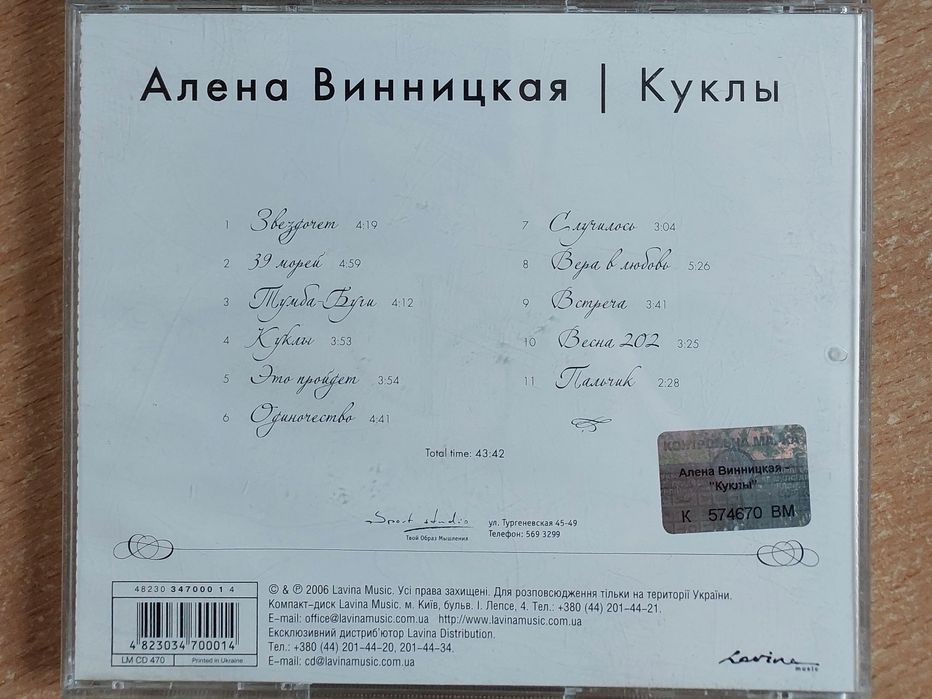 Алена Винницкая | Куклы
1 Звездочет 4:19
2 39 морей 4:59
3 Тумба-Буги 4:12
4 Куклы 3:53
5 Это пройдет 3:54
6 Одиночество 4:41
7 Случилось 3:04
8 Вера в любовь 5:26
9 Встреча 3:41
10 Весна 202 3:25
11 Пальчик 2:28
Total time: 43:42
КОНТРОЛЬНА МАРКА
Алена Винницкая -
"Куклы"
К 574670 ВМ
studio
Твой Образ Мышления
ул. Тургеневская 45-49
Телефон: 569 3299
48230 347000 1 4
4 823034 700014
LM CD 470 Printed in Ukraine
© & ℗ 2006 Lavina Music. Усі права захищені. Для розповсюдження тільки на території України.
Компакт-диск Lavina Music. м. Київ, бульв. І. Лепсе, 4. Тел.: +380 (44) 201-44-21.
E-mail: office@lavinamusic.com.ua http://www.lavinamusic.com.ua
Ексклюзивний дистриб'ютор Lavina Distribution.
Тел.: +380 (44) 201-44-20, 201-44-34.
E-mail: cd@lavinamusic.com.ua
Lavina
music